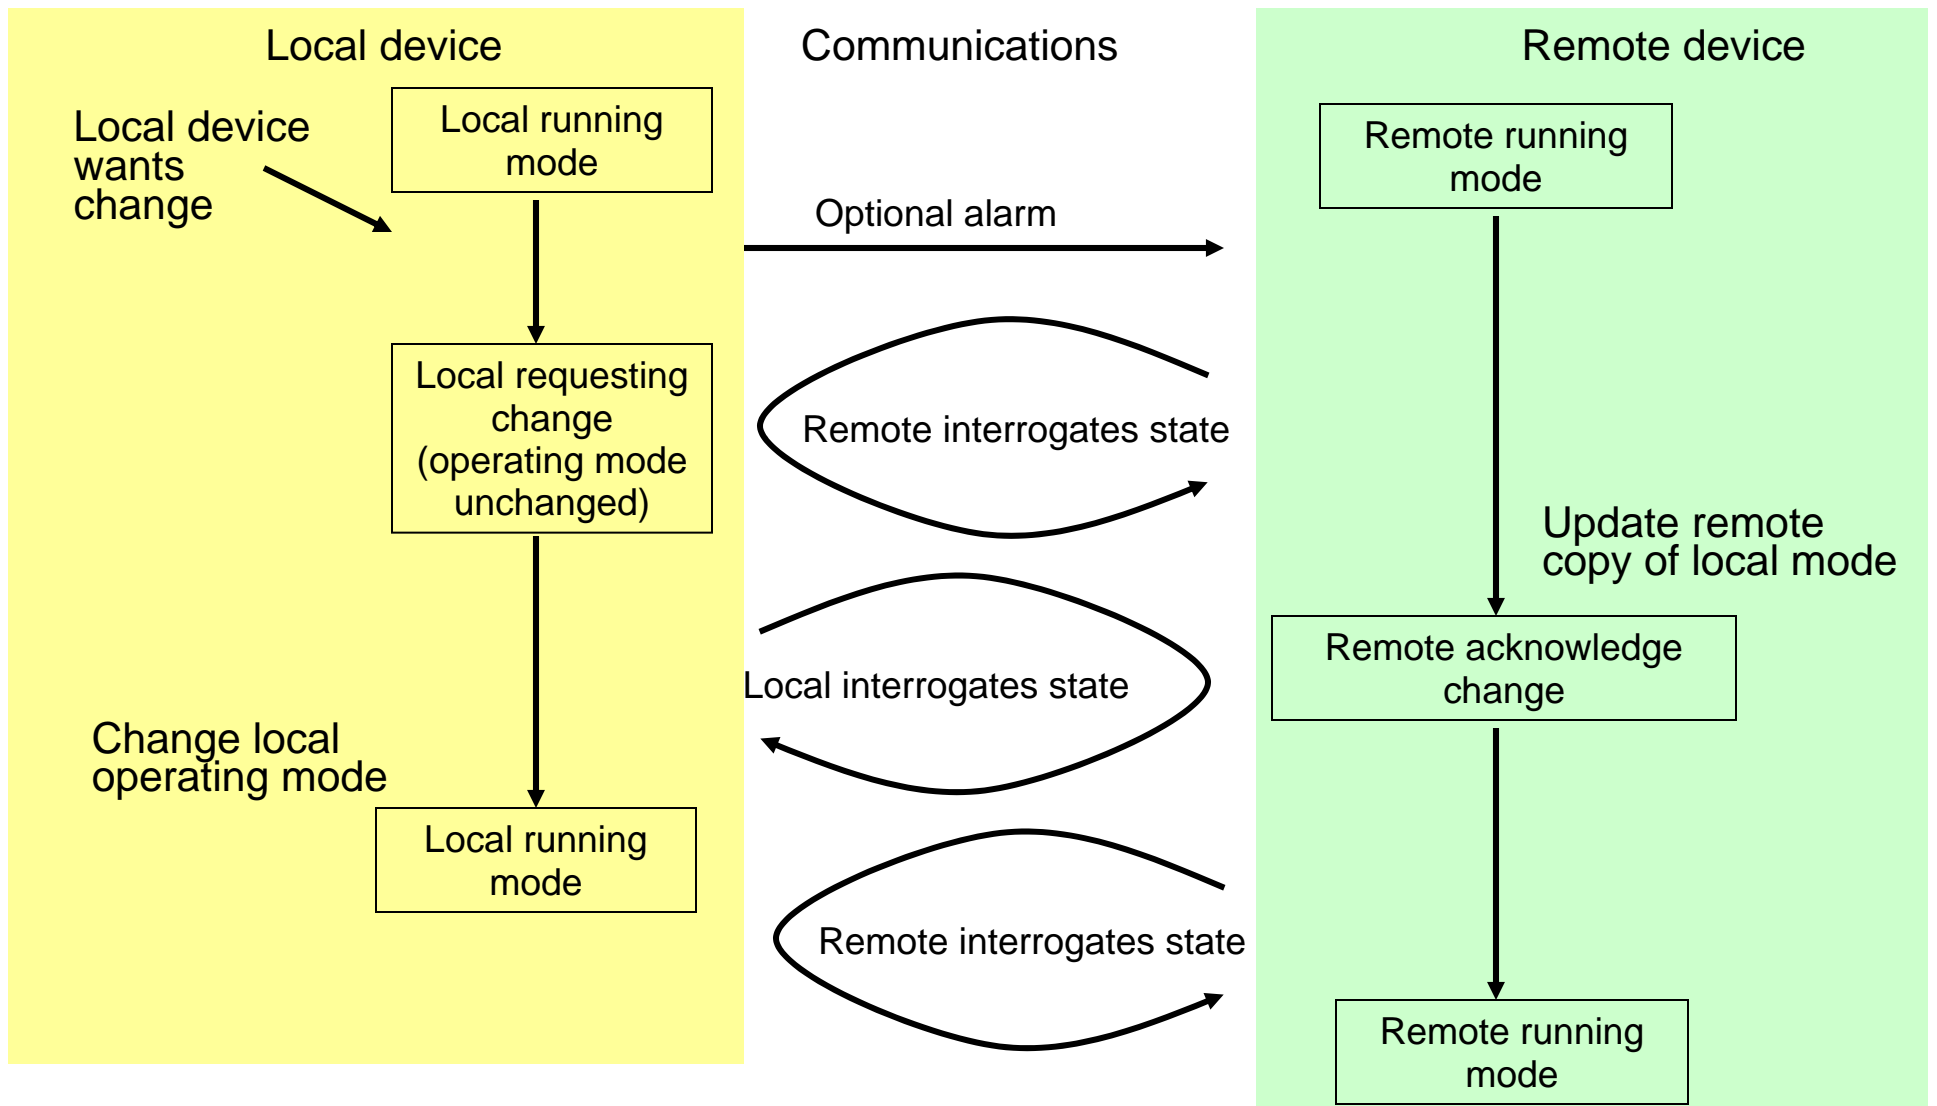 Local device
Communications
Remote device
Local device
wants
change
Local running
mode
Remote running
mode
Optional alarm
Local requesting
change
(operating mode
unchanged)
Remote interrogates state
Update remote
copy of local mode
Remote acknowledge
change
Local interrogates state
Change local
operating mode
Local running
mode
Remote interrogates state
Remote running
mode